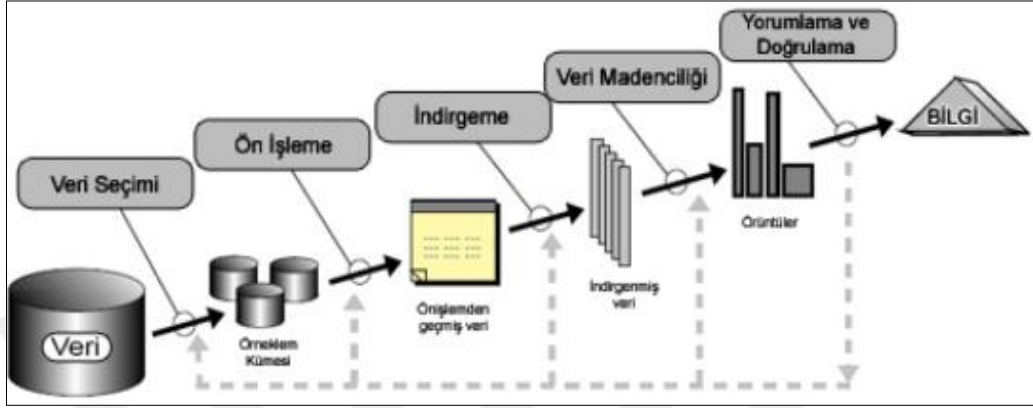 Yorumlama ve
Doğrulama
Veri Madenciliği
İndirgeme
Ön İşleme
Veri Seçimi
BİLGİ
Örüntüler
İndirgenmiş
veri
Önişlemden
geçmiş veri
Örneklem
Kümesi
Veri